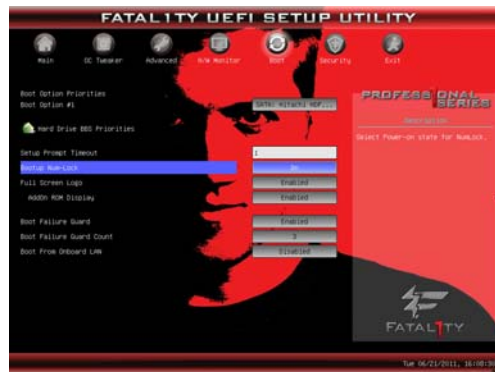 FATAL1TY UEFI SETUP UTILITY
Main OC Tweaker Advanced H/W Monitor Boot Security Exit
Boot Option Priorities
Boot Option #1 SATA: Hitachi HDP...
Hard Drive BBS Priorities
Setup Prompt Timeout 1
Bootup Num-Lock On
Full Screen Logo Enabled
AddOn ROM Display Enabled
Boot Failure Guard Enabled
Boot Failure Guard Count 3
Boot From Onboard LAN Disabled
PROFESSIONAL
SERIES
Description
Select Power-on state for NumLock.
FATAL1TY
Tue 06/21/2011, 16:08:30